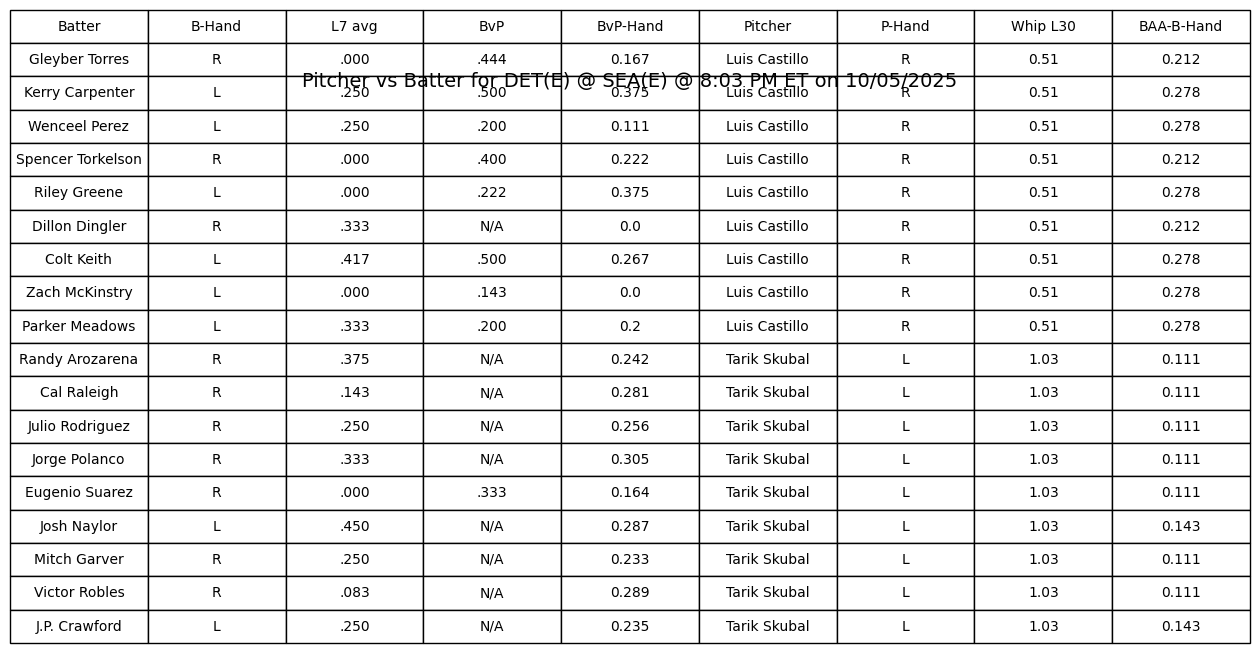 Batter B-Hand L7 avg BvP BvP-Hand Pitcher P-Hand Whip L30 BAA-B-Hand
Gleyber Torres R .000 .444 0.167 Luis Castillo R 0.51 0.212
Pitcher vs Batter for DET(E) @ SEA(E) @ 8:03 PM ET on 10/05/2025
Kerry Carpenter L .250 .500 0.375 Luis Castillo R 0.51 0.278
Wenceel Perez L .250 .200 0.111 Luis Castillo R 0.51 0.278
Spencer Torkelson R .000 .400 0.222 Luis Castillo R 0.51 0.212
Riley Greene L .000 .222 0.375 Luis Castillo R 0.51 0.278
Dillon Dingler R .333 N/A 0.0 Luis Castillo R 0.51 0.212
Colt Keith L .417 .500 0.267 Luis Castillo R 0.51 0.278
Zach McKinstry L .000 .143 0.0 Luis Castillo R 0.51 0.278
Parker Meadows L .333 .200 0.2 Luis Castillo R 0.51 0.278
Randy Arozarena R .375 N/A 0.242 Tarik Skubal L 1.03 0.111
Cal Raleigh R .143 N/A 0.281 Tarik Skubal L 1.03 0.111
Julio Rodriguez R .250 N/A 0.256 Tarik Skubal L 1.03 0.111
Jorge Polanco R .333 N/A 0.305 Tarik Skubal L 1.03 0.111
Eugenio Suarez R .000 .333 0.164 Tarik Skubal L 1.03 0.111
Josh Naylor L .450 N/A 0.287 Tarik Skubal L 1.03 0.143
Mitch Garver R .250 N/A 0.233 Tarik Skubal L 1.03 0.111
Victor Robles R .083 N/A 0.289 Tarik Skubal L 1.03 0.111
J.P. Crawford L .250 N/A 0.235 Tarik Skubal L 1.03 0.143